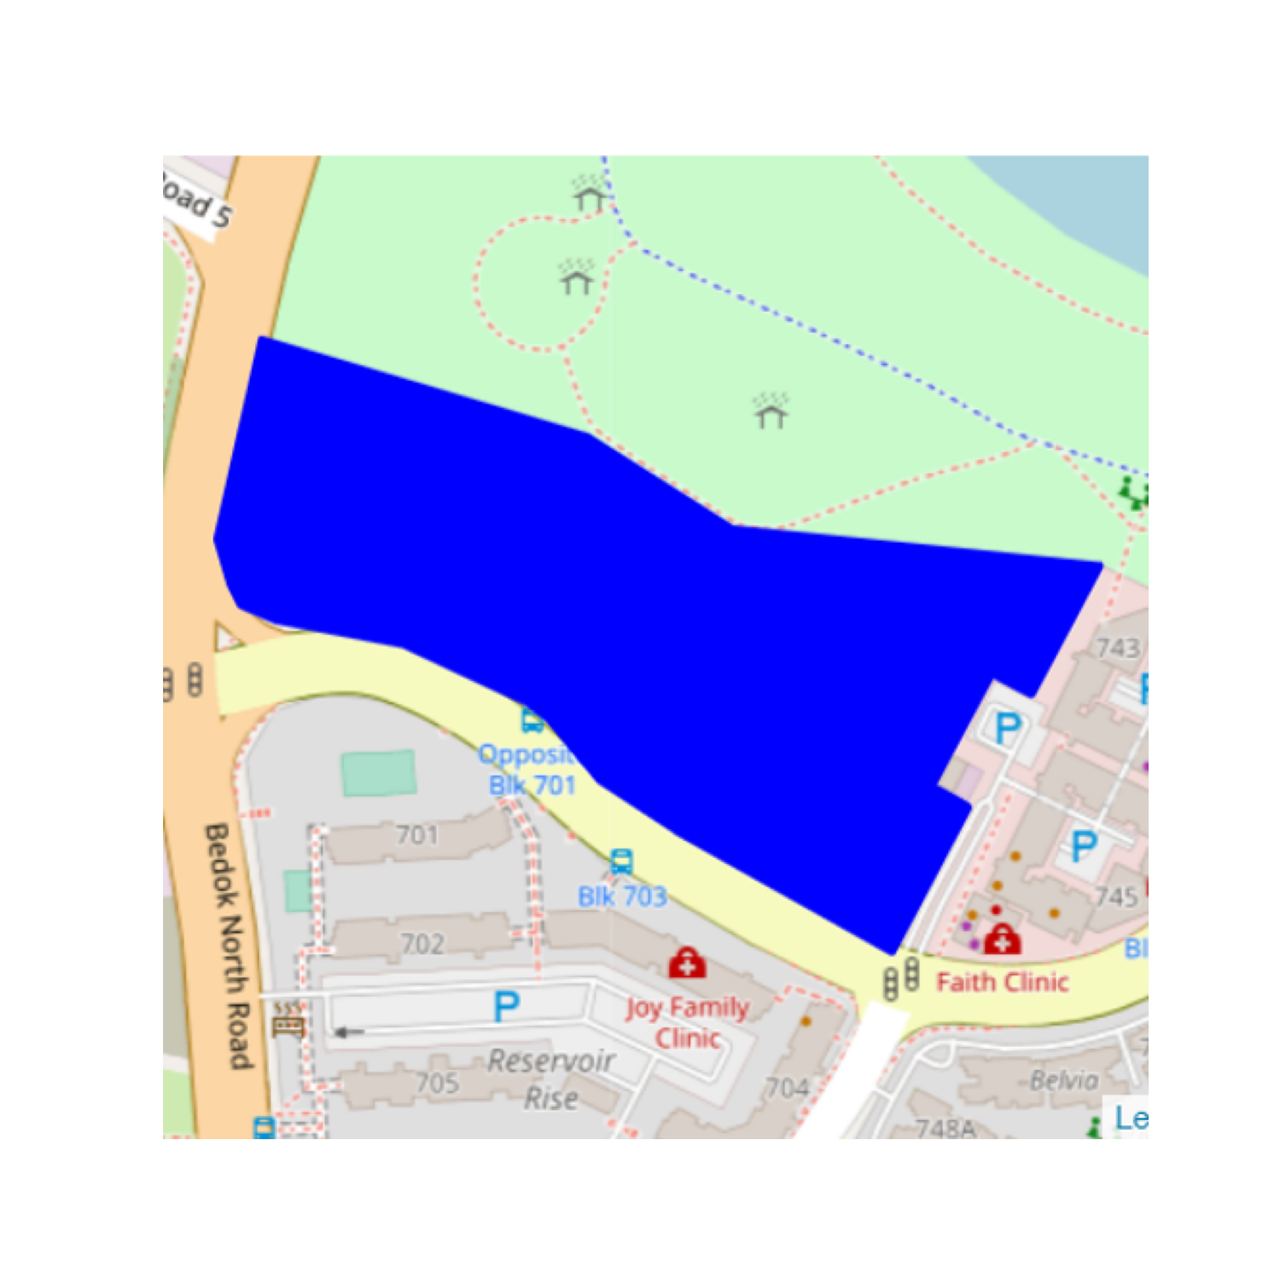 oad 5
Opposit
Blk 701
Blk 703
701
702
705
704
743
745
P
P
P
Bl
Faith Clinic
Joy Family
Clinic
Reservoir
Rise
Bedok North Road
Belvia
748A
Le